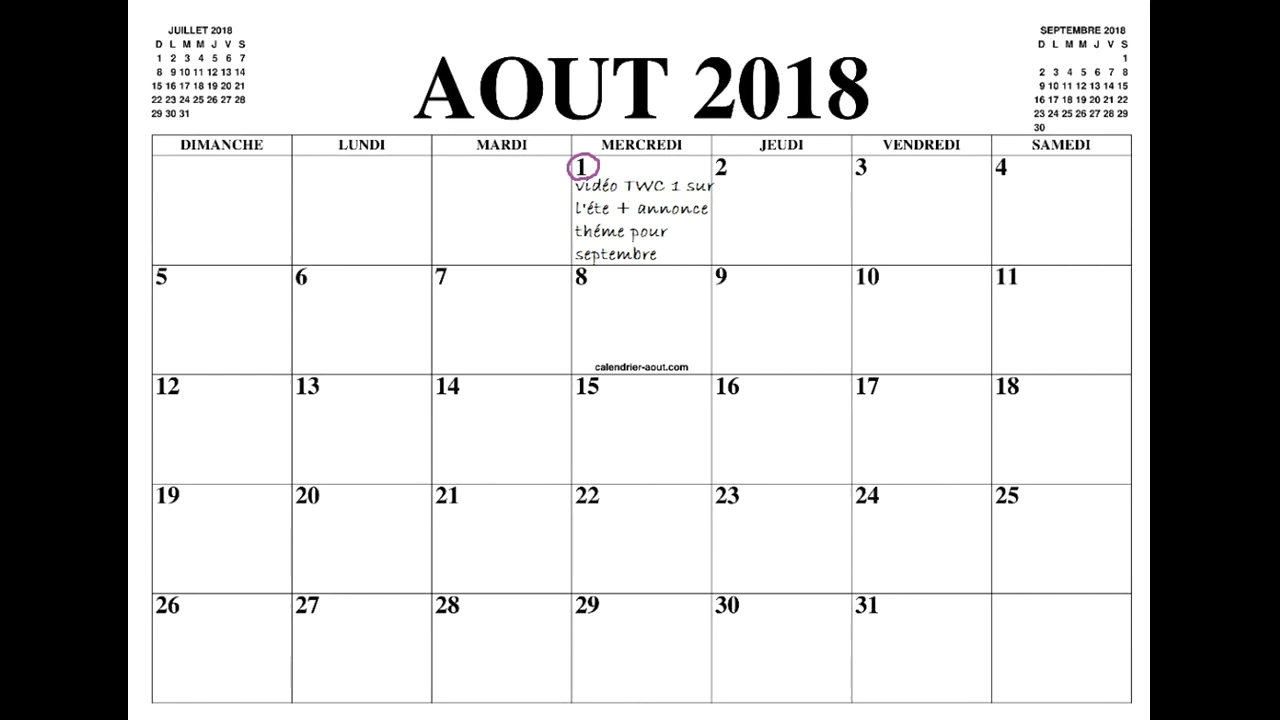 JUILLET 2018
D L M M J V S
1 2 3 4 5 6 7
8 9 10 11 12 13 14
15 16 17 18 19 20 21
22 23 24 25 26 27 28
29 30 31
AOUT 2018
SEPTEMBRE 2018
D L M M J V S
1
2 3 4 5 6 7 8
9 10 11 12 13 14 15
16 17 18 19 20 21 22
23 24 25 26 27 28 29
30
DIMANCHE LUNDI MARDI MERCREDI JEUDI VENDREDI SAMEDI
1 2 3 4
vidéo TWC 1 sur
l'éte + annonce
théme pour
septembre
5 6 7 8 9 10 11
calendrier-aout.com
12 13 14 15 16 17 18
19 20 21 22 23 24 25
26 27 28 29 30 31